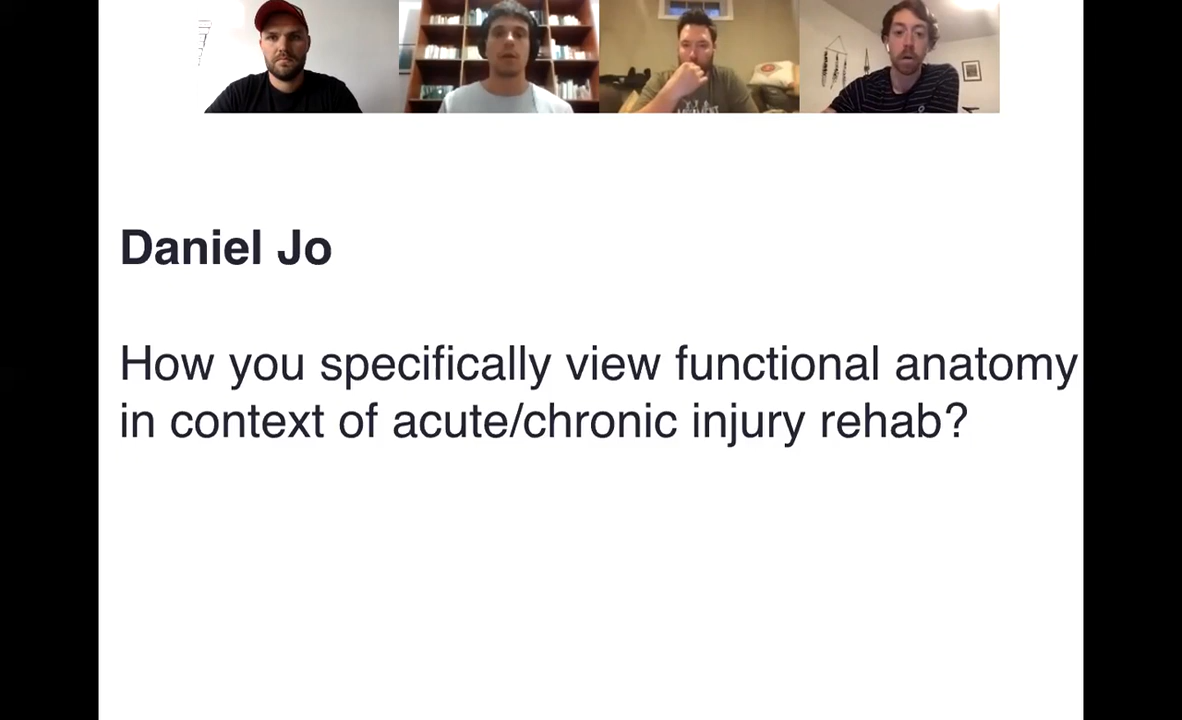 Daniel Jo
How you specifically view functional anatomy
in context of acute/chronic injury rehab?